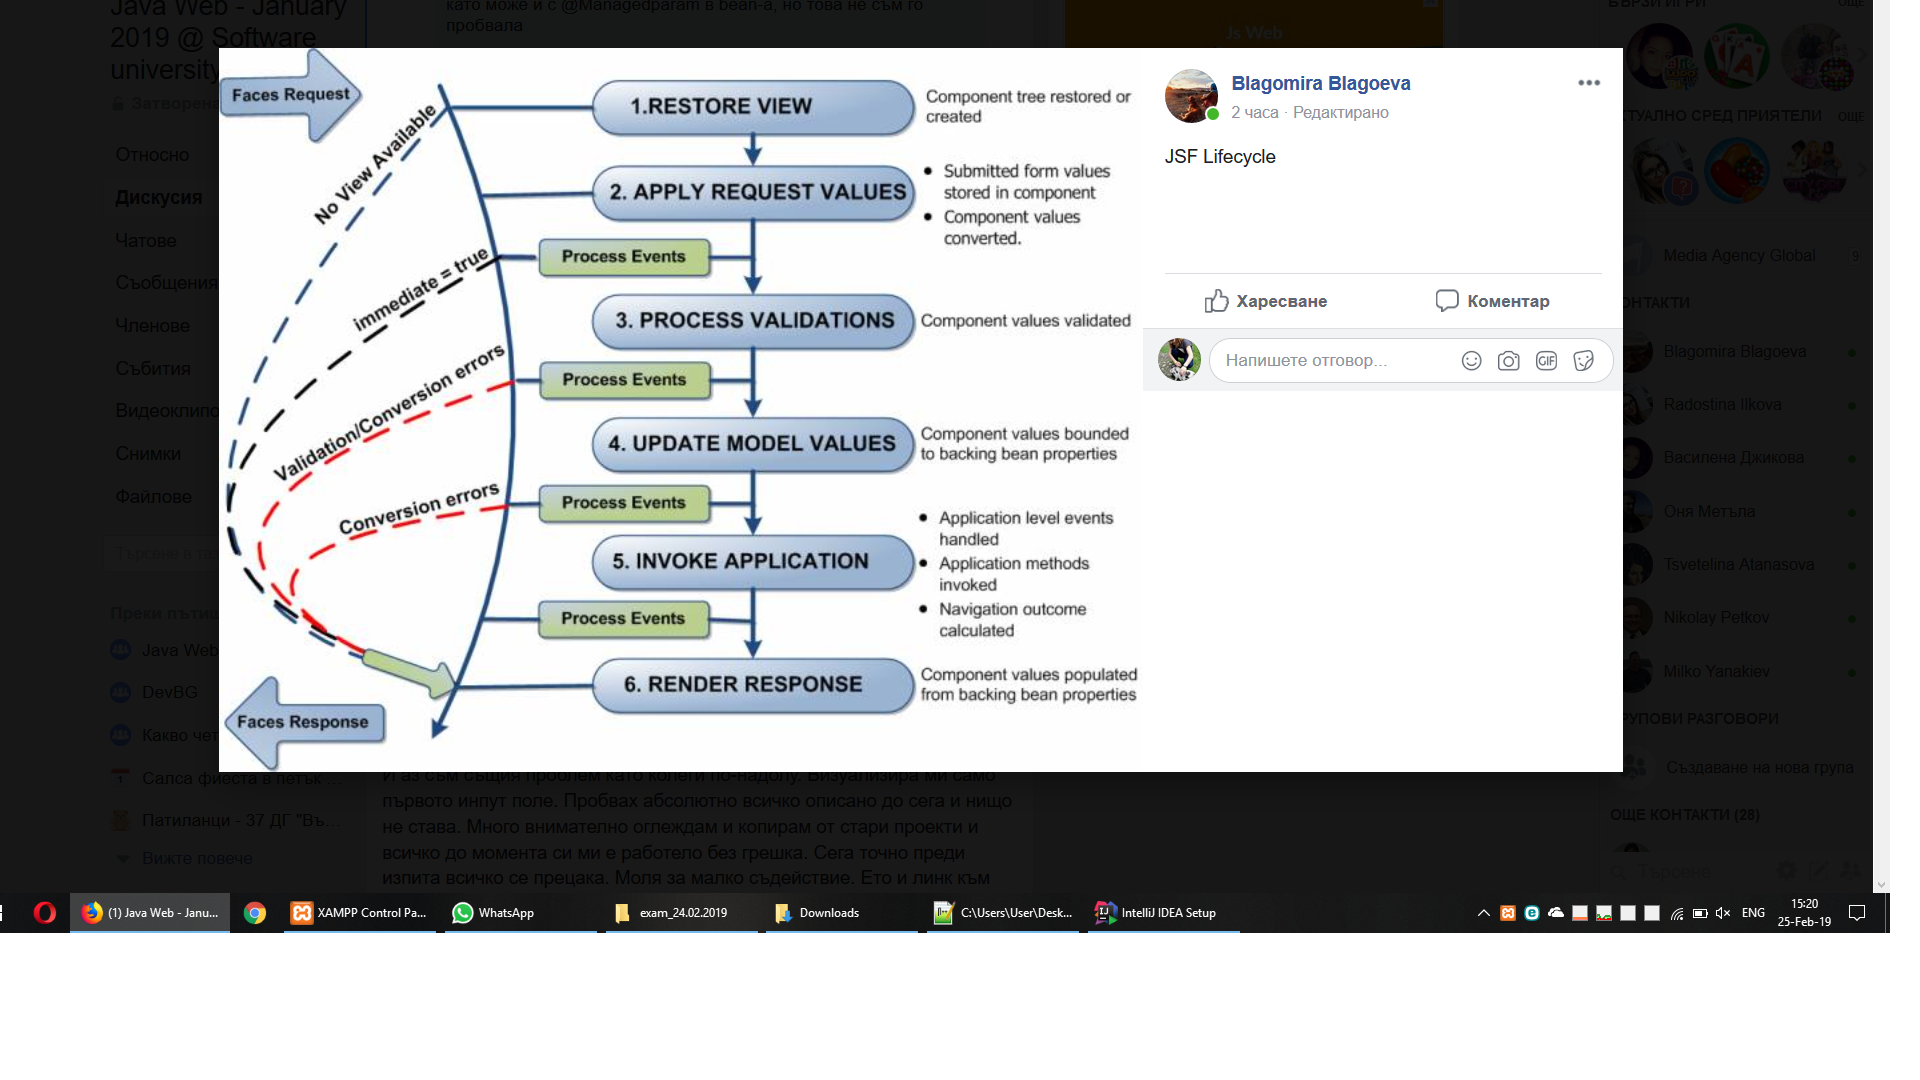 Java Web - January
2019 @ Software
university
Затворена
Относно
Дискусия
Чатове
Съобщения
Членове
Събития
Видеоклипо
Снимки
Файлове
Преки пътищ
Java Web
DevBG
Какво чет
Салса фиеста в петък ...
Патиланци - 37 ДГ "Въ...
Вижте повече
като може и с @Managedparam в bean-а, но това не съм го
пробвала
Js Web
Faces Request
No View Available
immediate = true
Validation/Conversion errors
Conversion errors
Faces Response
1.RESTORE VIEW
Component tree restored or
created
2. APPLY REQUEST VALUES
• Submitted form values
stored in component
• Component values
converted.
Process Events
3. PROCESS VALIDATIONS
Component values validated
Process Events
4. UPDATE MODEL VALUES
Component values bounded
to backing bean properties
Process Events
5. INVOKE APPLICATION
• Application level events
handled
• Application methods
invoked
• Navigation outcome
calculated
Process Events
6. RENDER RESPONSE
Component values populated
from backing bean properties
Blagomira Blagoeva
2 часа · Редактирано
JSF Lifecycle
Харесване
Коментар
Напишете отговор...
GIF
И аз съм същия проблем като колеги по-надолу. Визуализира ми само
първото инпут поле. Пробвах абсолютно всичко описано до сега и нищо
не става. Много внимателно оглеждам и копирам от стари проекти и
всичко до момента си ми е работело без грешка. Сега точно преди
изпита всичко се прецака. Моля за малко съдействие. Ето и линк към
БЪРЗИ ИГРИ
ОЩЕ
КТУАЛНО СРЕД ПРИЯТЕЛИ ОЩЕ
Media Agency Global 9
ОНТАКТИ
Blagomira Blagoeva
Radostina Ilkova
Василена Джикова
Оня Метъла
Tsvetelina Atanasova
Nikolay Petkov
Milko Yanakiev
РУПОВИ РАЗГОВОРИ
Създаване на нова група
ОЩЕ КОНТАКТИ (28)
Търсене
(1) Java Web - Janu...
XAMPP Control Pa...
WhatsApp
exam_24.02.2019
Downloads
C:\Users\User\Desk...
IntelliJ IDEA Setup
ENG
15:20
25-Feb-19